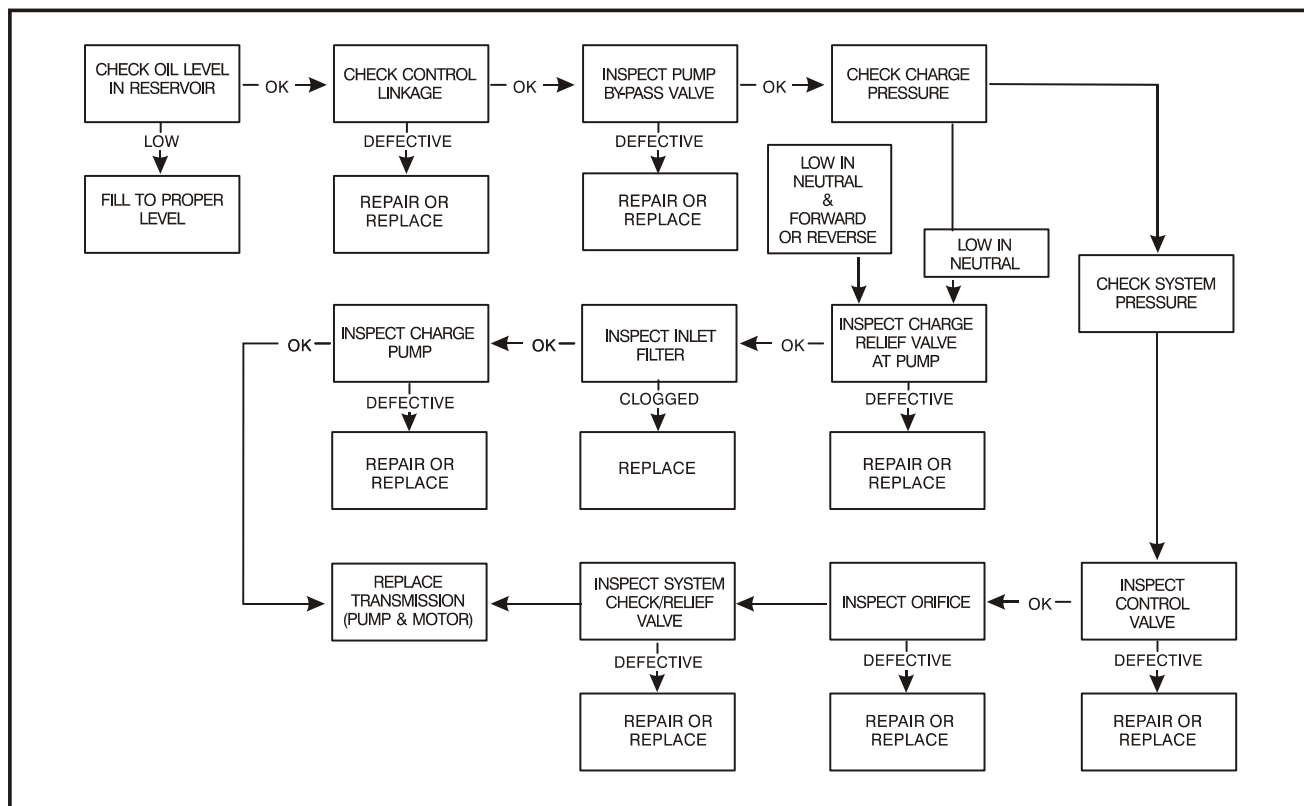 CHECK OIL LEVEL
IN RESERVOIR
OK
CHECK CONTROL
LINKAGE
OK
INSPECT PUMP
BY-PASS VALVE
OK
CHECK CHARGE
PRESSURE
LOW
DEFECTIVE
DEFECTIVE
FILL TO PROPER
LEVEL
REPAIR OR
REPLACE
REPAIR OR
REPLACE
LOW IN
NEUTRAL
&
FORWARD
OR REVERSE
LOW IN
NEUTRAL
CHECK SYSTEM
PRESSURE
OK
INSPECT CHARGE
PUMP
OK
INSPECT INLET
FILTER
OK
INSPECT CHARGE
RELIEF VALVE
AT PUMP
DEFECTIVE
CLOGGED
DEFECTIVE
REPAIR OR
REPLACE
REPLACE
REPAIR OR
REPLACE
REPLACE
TRANSMISSION
(PUMP & MOTOR)
INSPECT SYSTEM
CHECK/RELIEF
VALVE
INSPECT ORIFICE
OK
INSPECT
CONTROL
VALVE
DEFECTIVE
DEFECTIVE
DEFECTIVE
REPAIR OR
REPLACE
REPAIR OR
REPLACE
REPAIR OR
REPLACE